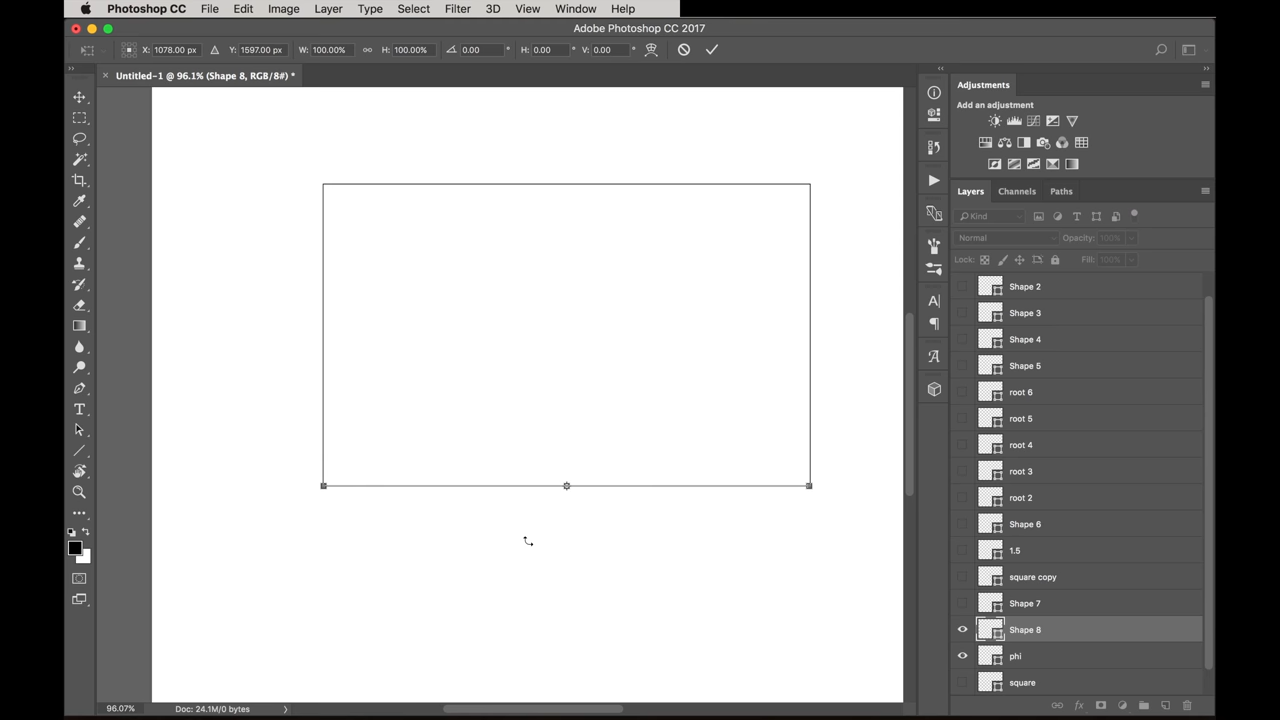 Photoshop CC File Edit Image Layer Type Select Filter 3D View Window Help
Adobe Photoshop CC 2017
X: 1078.00 px Y: 1597.00 px W: 100.00% H: 100.00% 0.00 ° H: 0.00 ° V: 0.00 °
Untitled-1 @ 96.1% (Shape 8, RGB/8#) *
Adjustments
Add an adjustment
Layers Channels Paths
Kind
Normal Opacity: 100%
Lock: Fill: 100%
Shape 2
Shape 3
Shape 4
Shape 5
root 6
root 5
root 4
root 3
root 2
Shape 6
1.5
square copy
Shape 7
Shape 8
phi
square
96.07% Doc: 24.1M/0 bytes